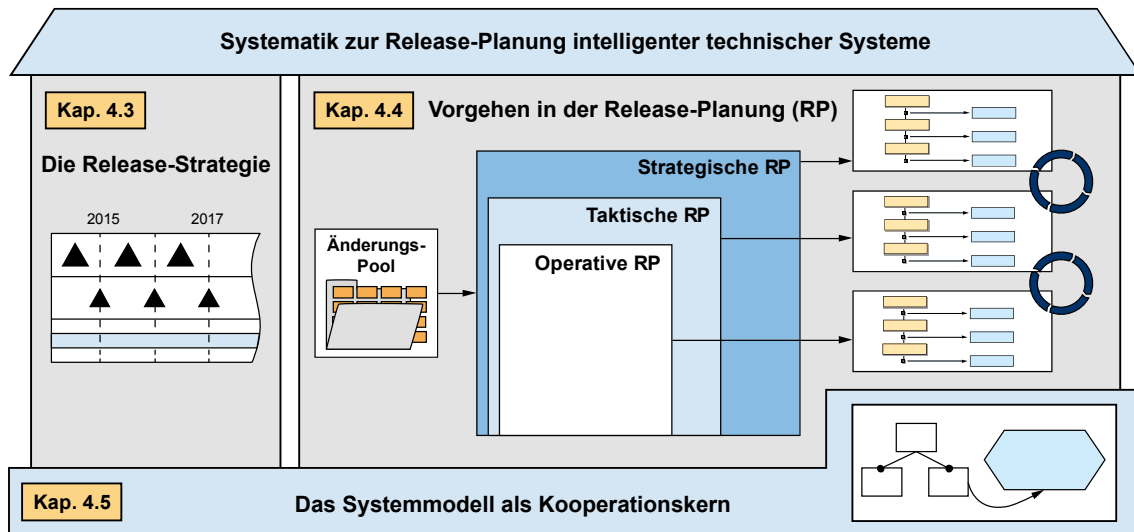 Systematik zur Release-Planung intelligenter technischer Systeme
Kap. 4.3
Die Release-Strategie
2015 2017
Kap. 4.4
Vorgehen in der Release-Planung (RP)
Änderungs-
Pool
Strategische RP
Taktische RP
Operative RP
Kap. 4.5
Das Systemmodell als Kooperationskern